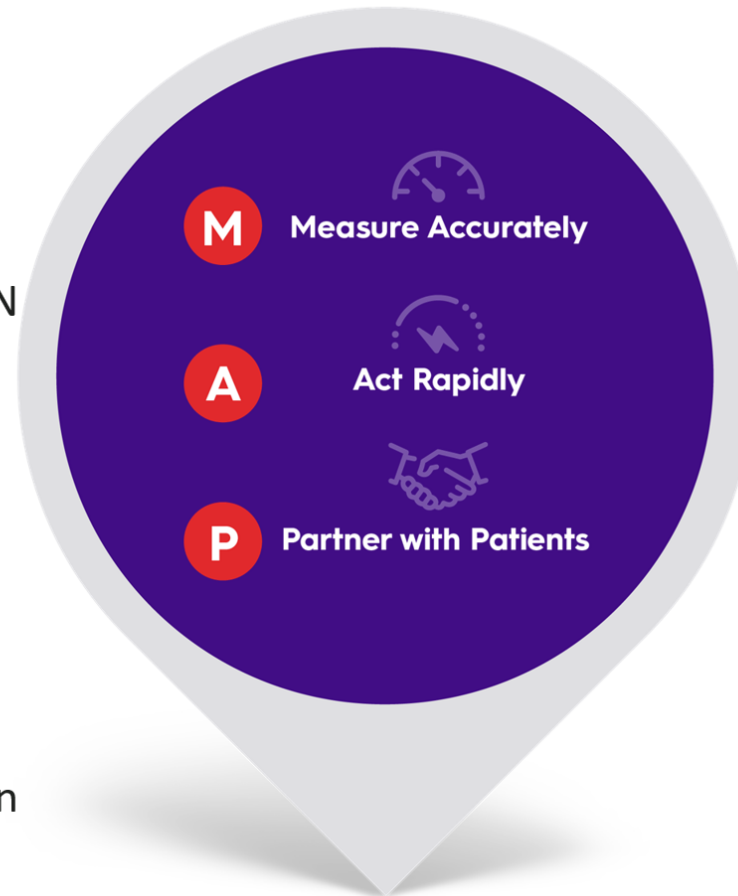 M Measure Accurately
N
A Act Rapidly
P Partner with Patients
n